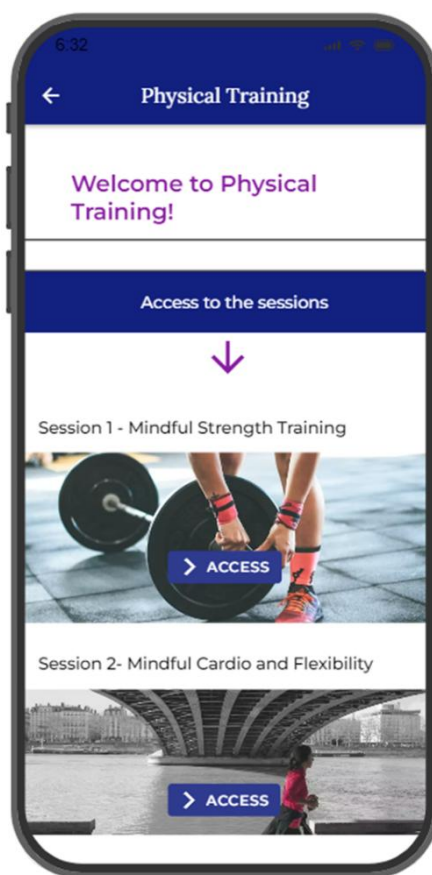 6:32
Physical Training
Welcome to Physical
Training!
Access to the sessions
Session 1 - Mindful Strength Training
ACCESS
Session 2- Mindful Cardio and Flexibility
ACCESS